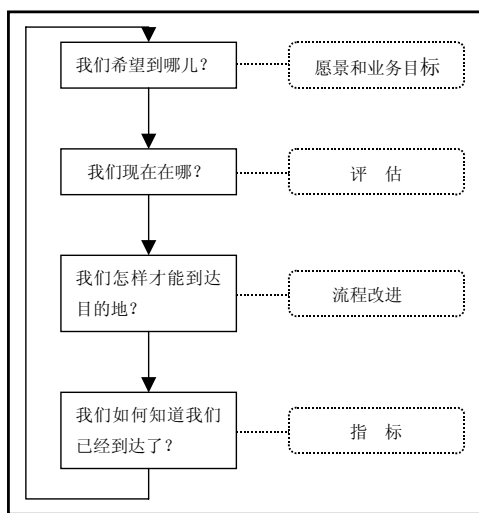 我们希望到哪儿？
愿景和业务目标
我们现在在哪？
评 估
我们怎样才能到达
目的地？
流程改进
我们如何知道我们
已经到达了？
指 标